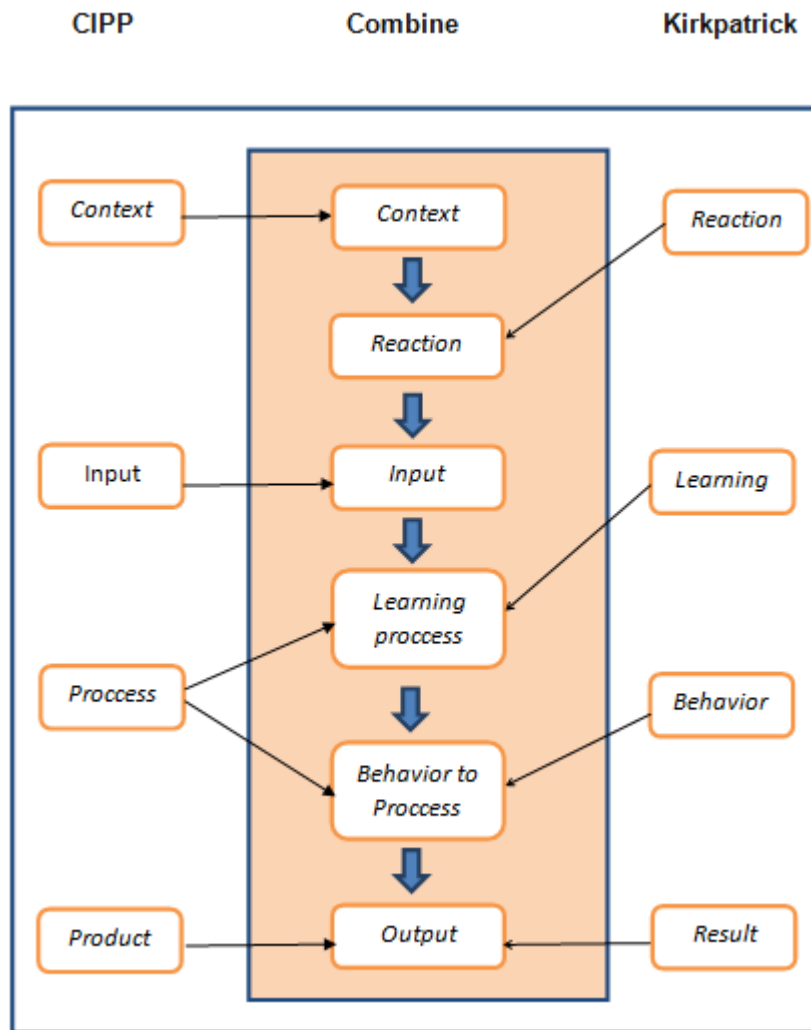 CIPP Combine Kirkpatrick
Context
Context
Reaction
Reaction
Input
Input
Learning
Learning
proccess
Proccess
Behavior
Behavior to
Proccess
Product
Output
Result